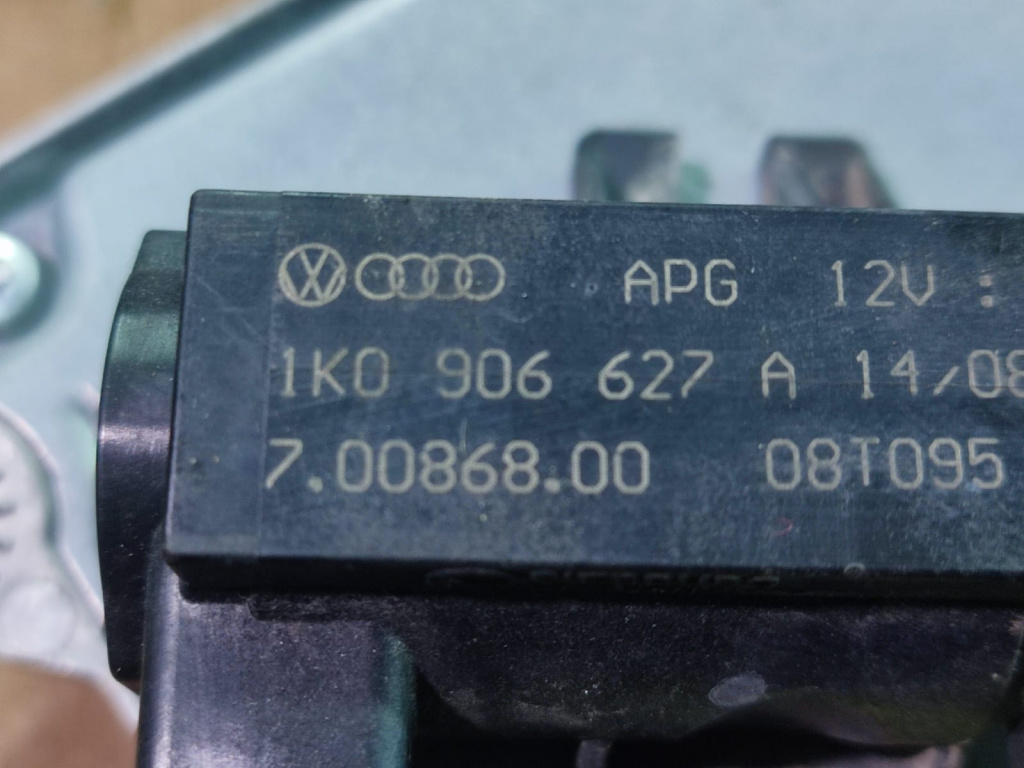 APG 12V :
1K0 906 627 A 14/08
7.00868.00 08T095